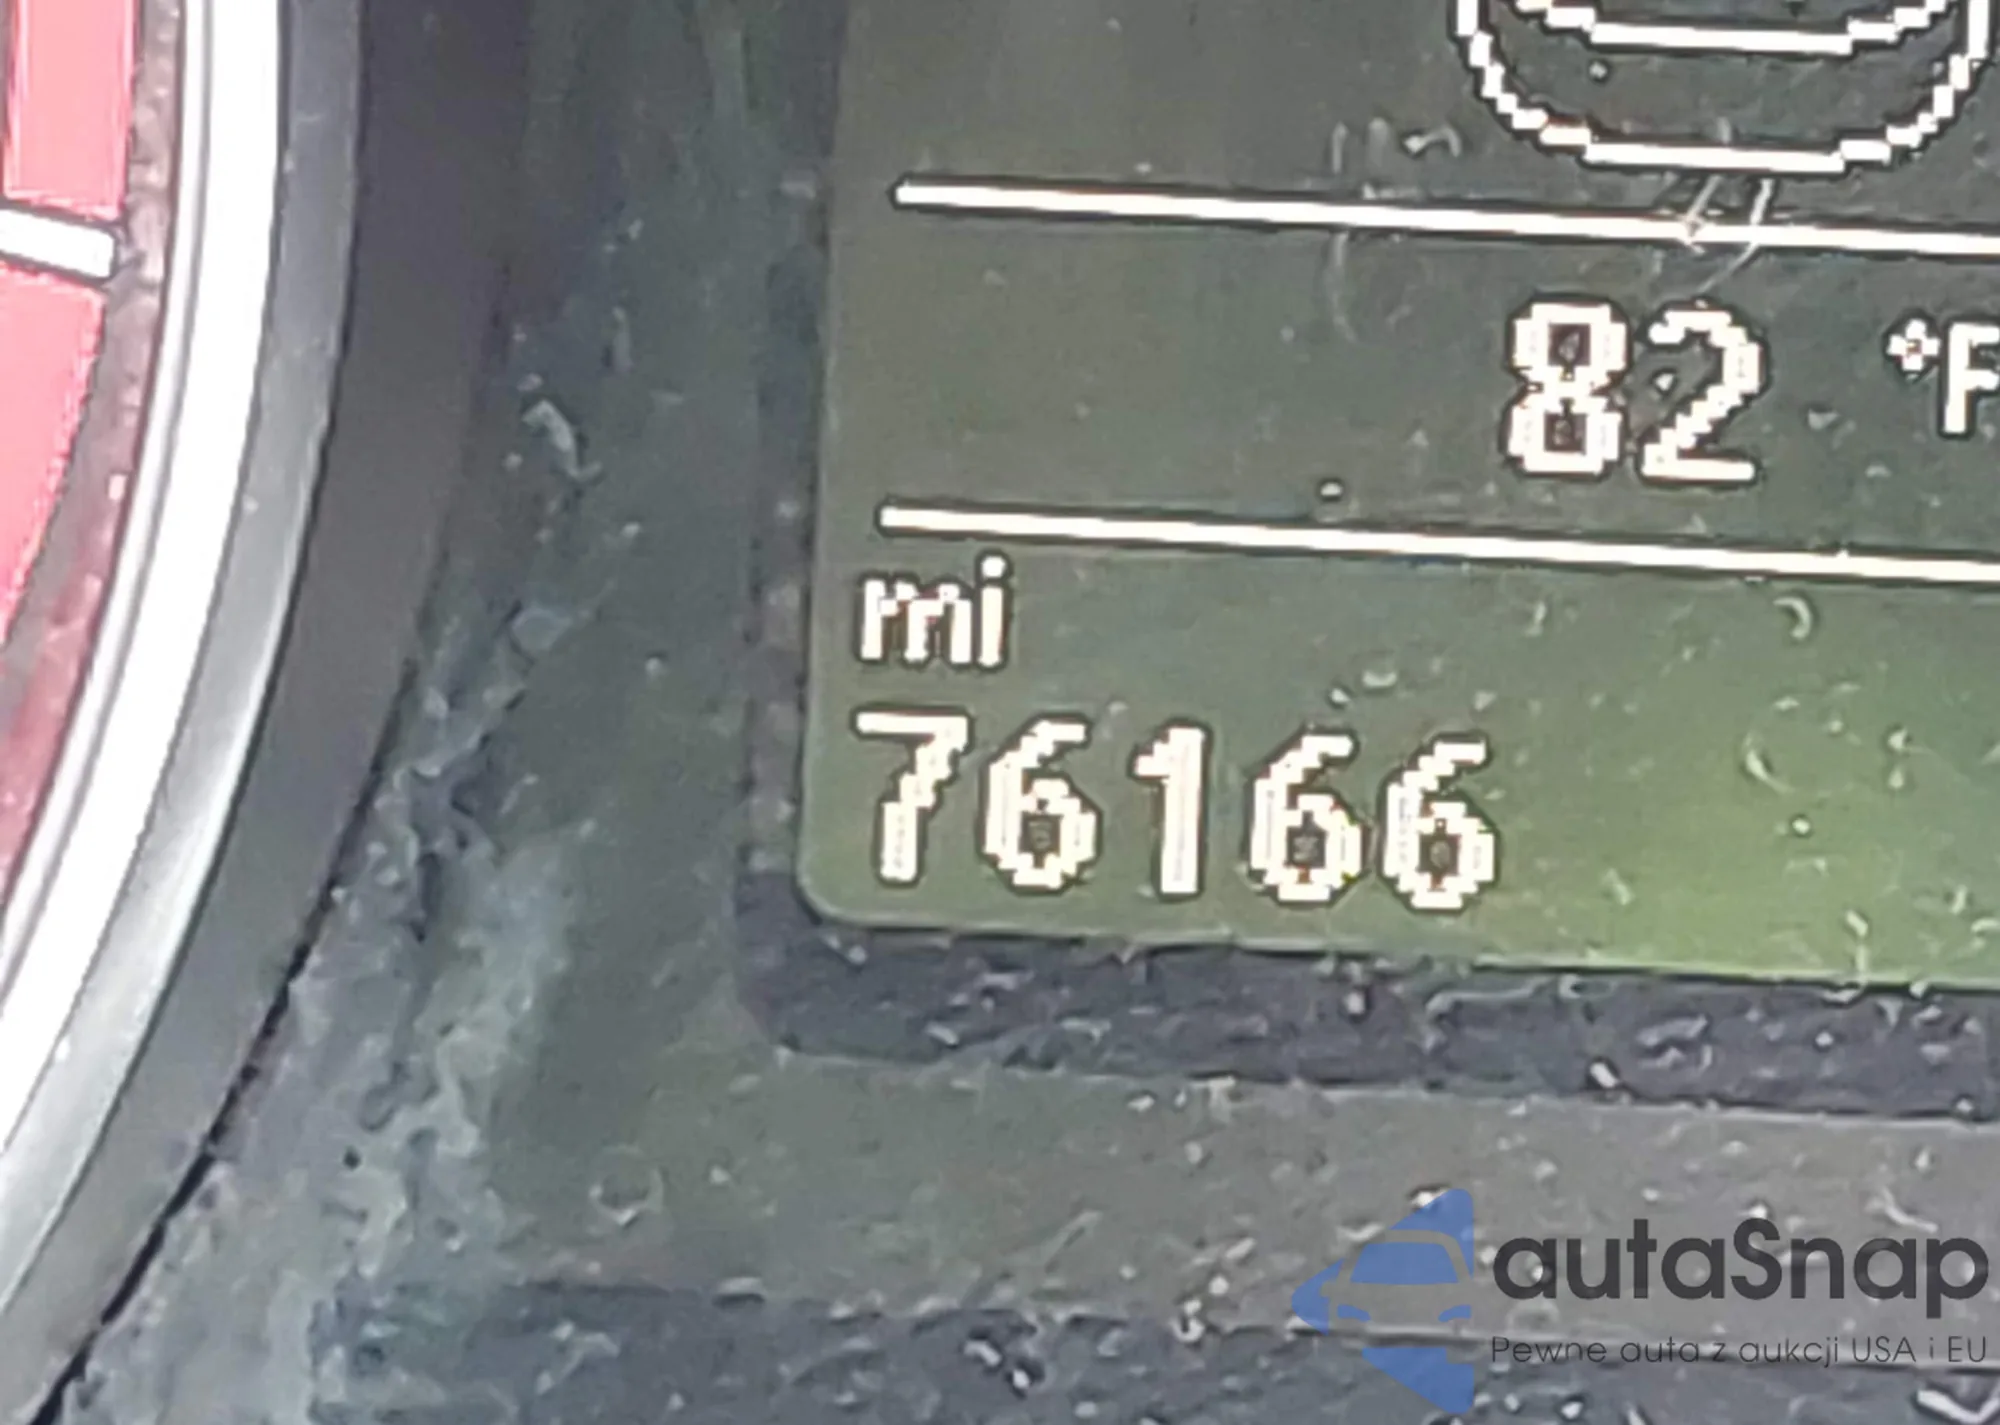 82 °F
mi
76166
autaSnap
Pewne auta z aukcji USA i EU